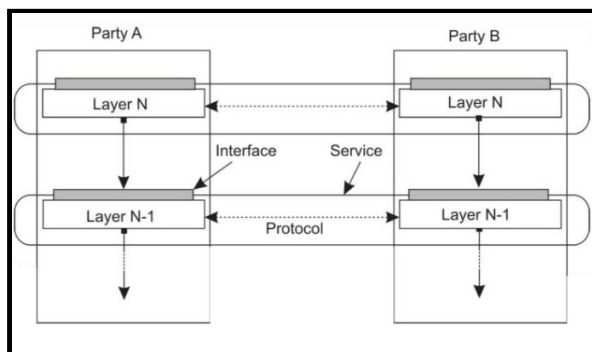 Party A
Party B
Layer N
Layer N
Interface
Service
Layer N-1
Layer N-1
Protocol